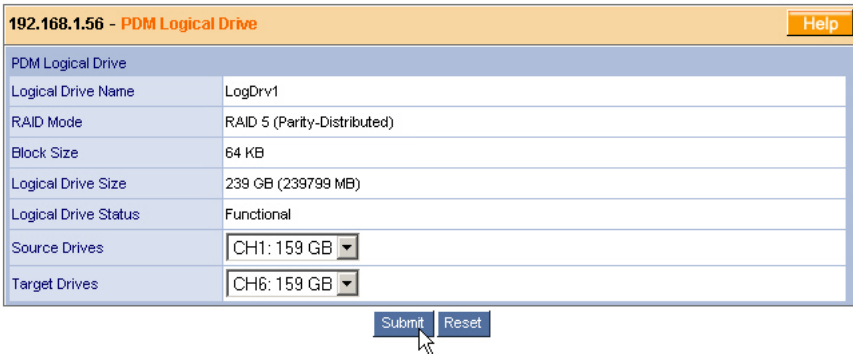 192.168.1.56 - PDM Logical Drive Help
PDM Logical Drive
Logical Drive Name LogDrv1
RAID Mode RAID 5 (Parity-Distributed)
Block Size 64 KB
Logical Drive Size 239 GB (239799 MB)
Logical Drive Status Functional
Source Drives CH1: 159 GB
Target Drives CH6: 159 GB
Submit Reset